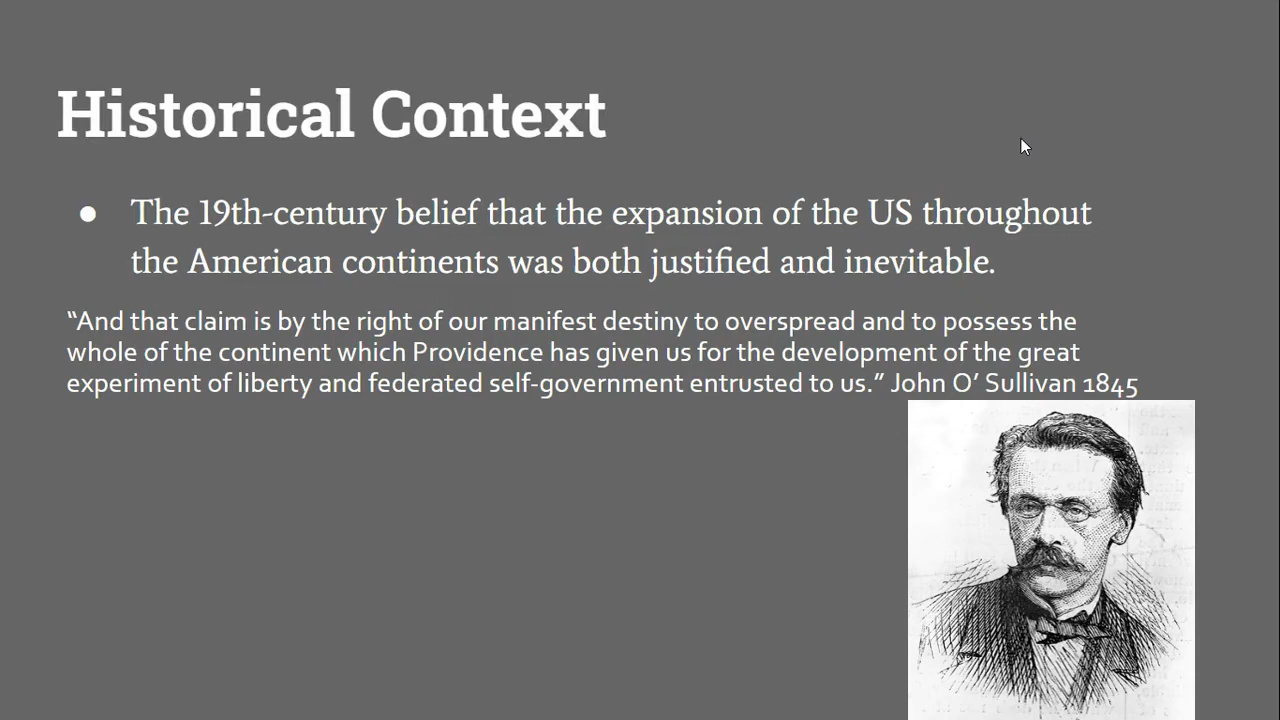 Historical Context
● The 19th-century belief that the expansion of the US throughout
the American continents was both justified and inevitable.
“And that claim is by the right of our manifest destiny to overspread and to possess the
whole of the continent which Providence has given us for the development of the great
experiment of liberty and federated self-government entrusted to us.” John O’ Sullivan 1845